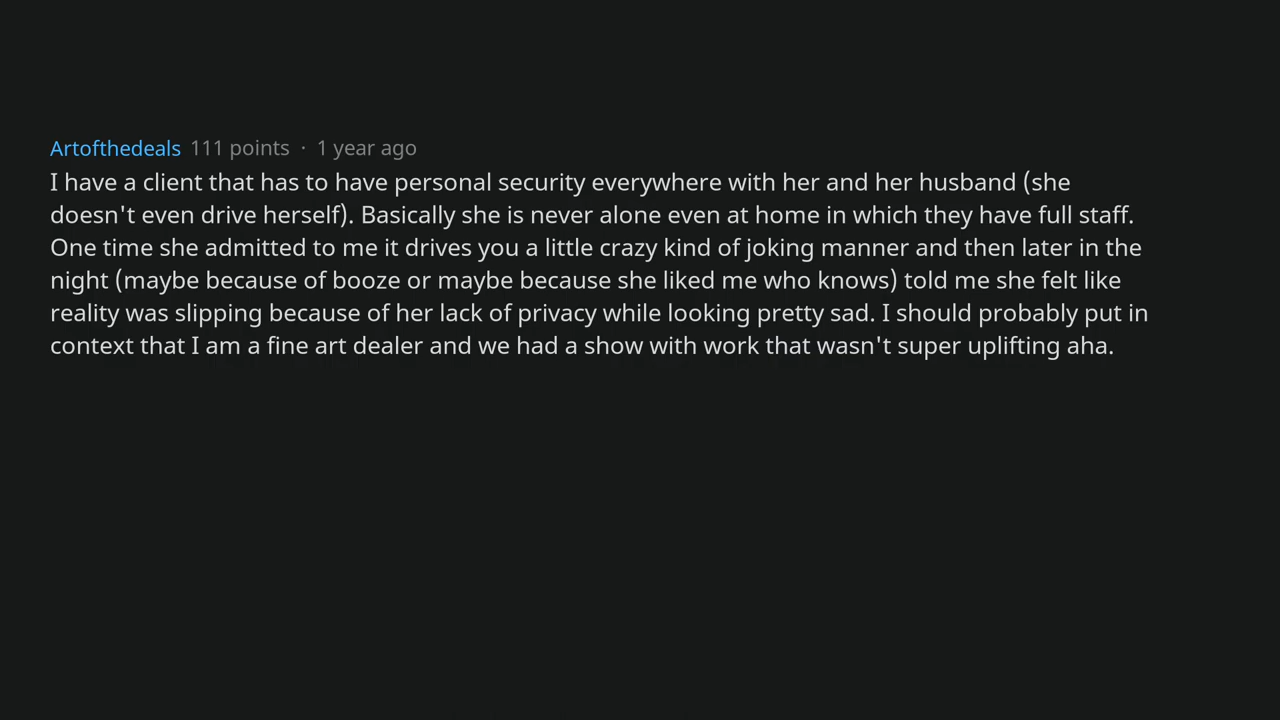 Artofthedeals 111 points · 1 year ago
I have a client that has to have personal security everywhere with her and her husband (she
doesn't even drive herself). Basically she is never alone even at home in which they have full staff.
One time she admitted to me it drives you a little crazy kind of joking manner and then later in the
night (maybe because of booze or maybe because she liked me who knows) told me she felt like
reality was slipping because of her lack of privacy while looking pretty sad. I should probably put in
context that I am a fine art dealer and we had a show with work that wasn't super uplifting aha.